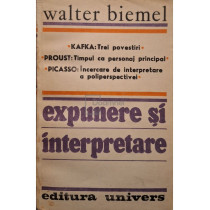 walter biemel
• KAFKA: Trei povestiri •
• PROUST: Timpul ca personaj principal •
• PICASSO: Încercare de interpretare
a poliperspectivei •
expunere și
interpretare
editura univers